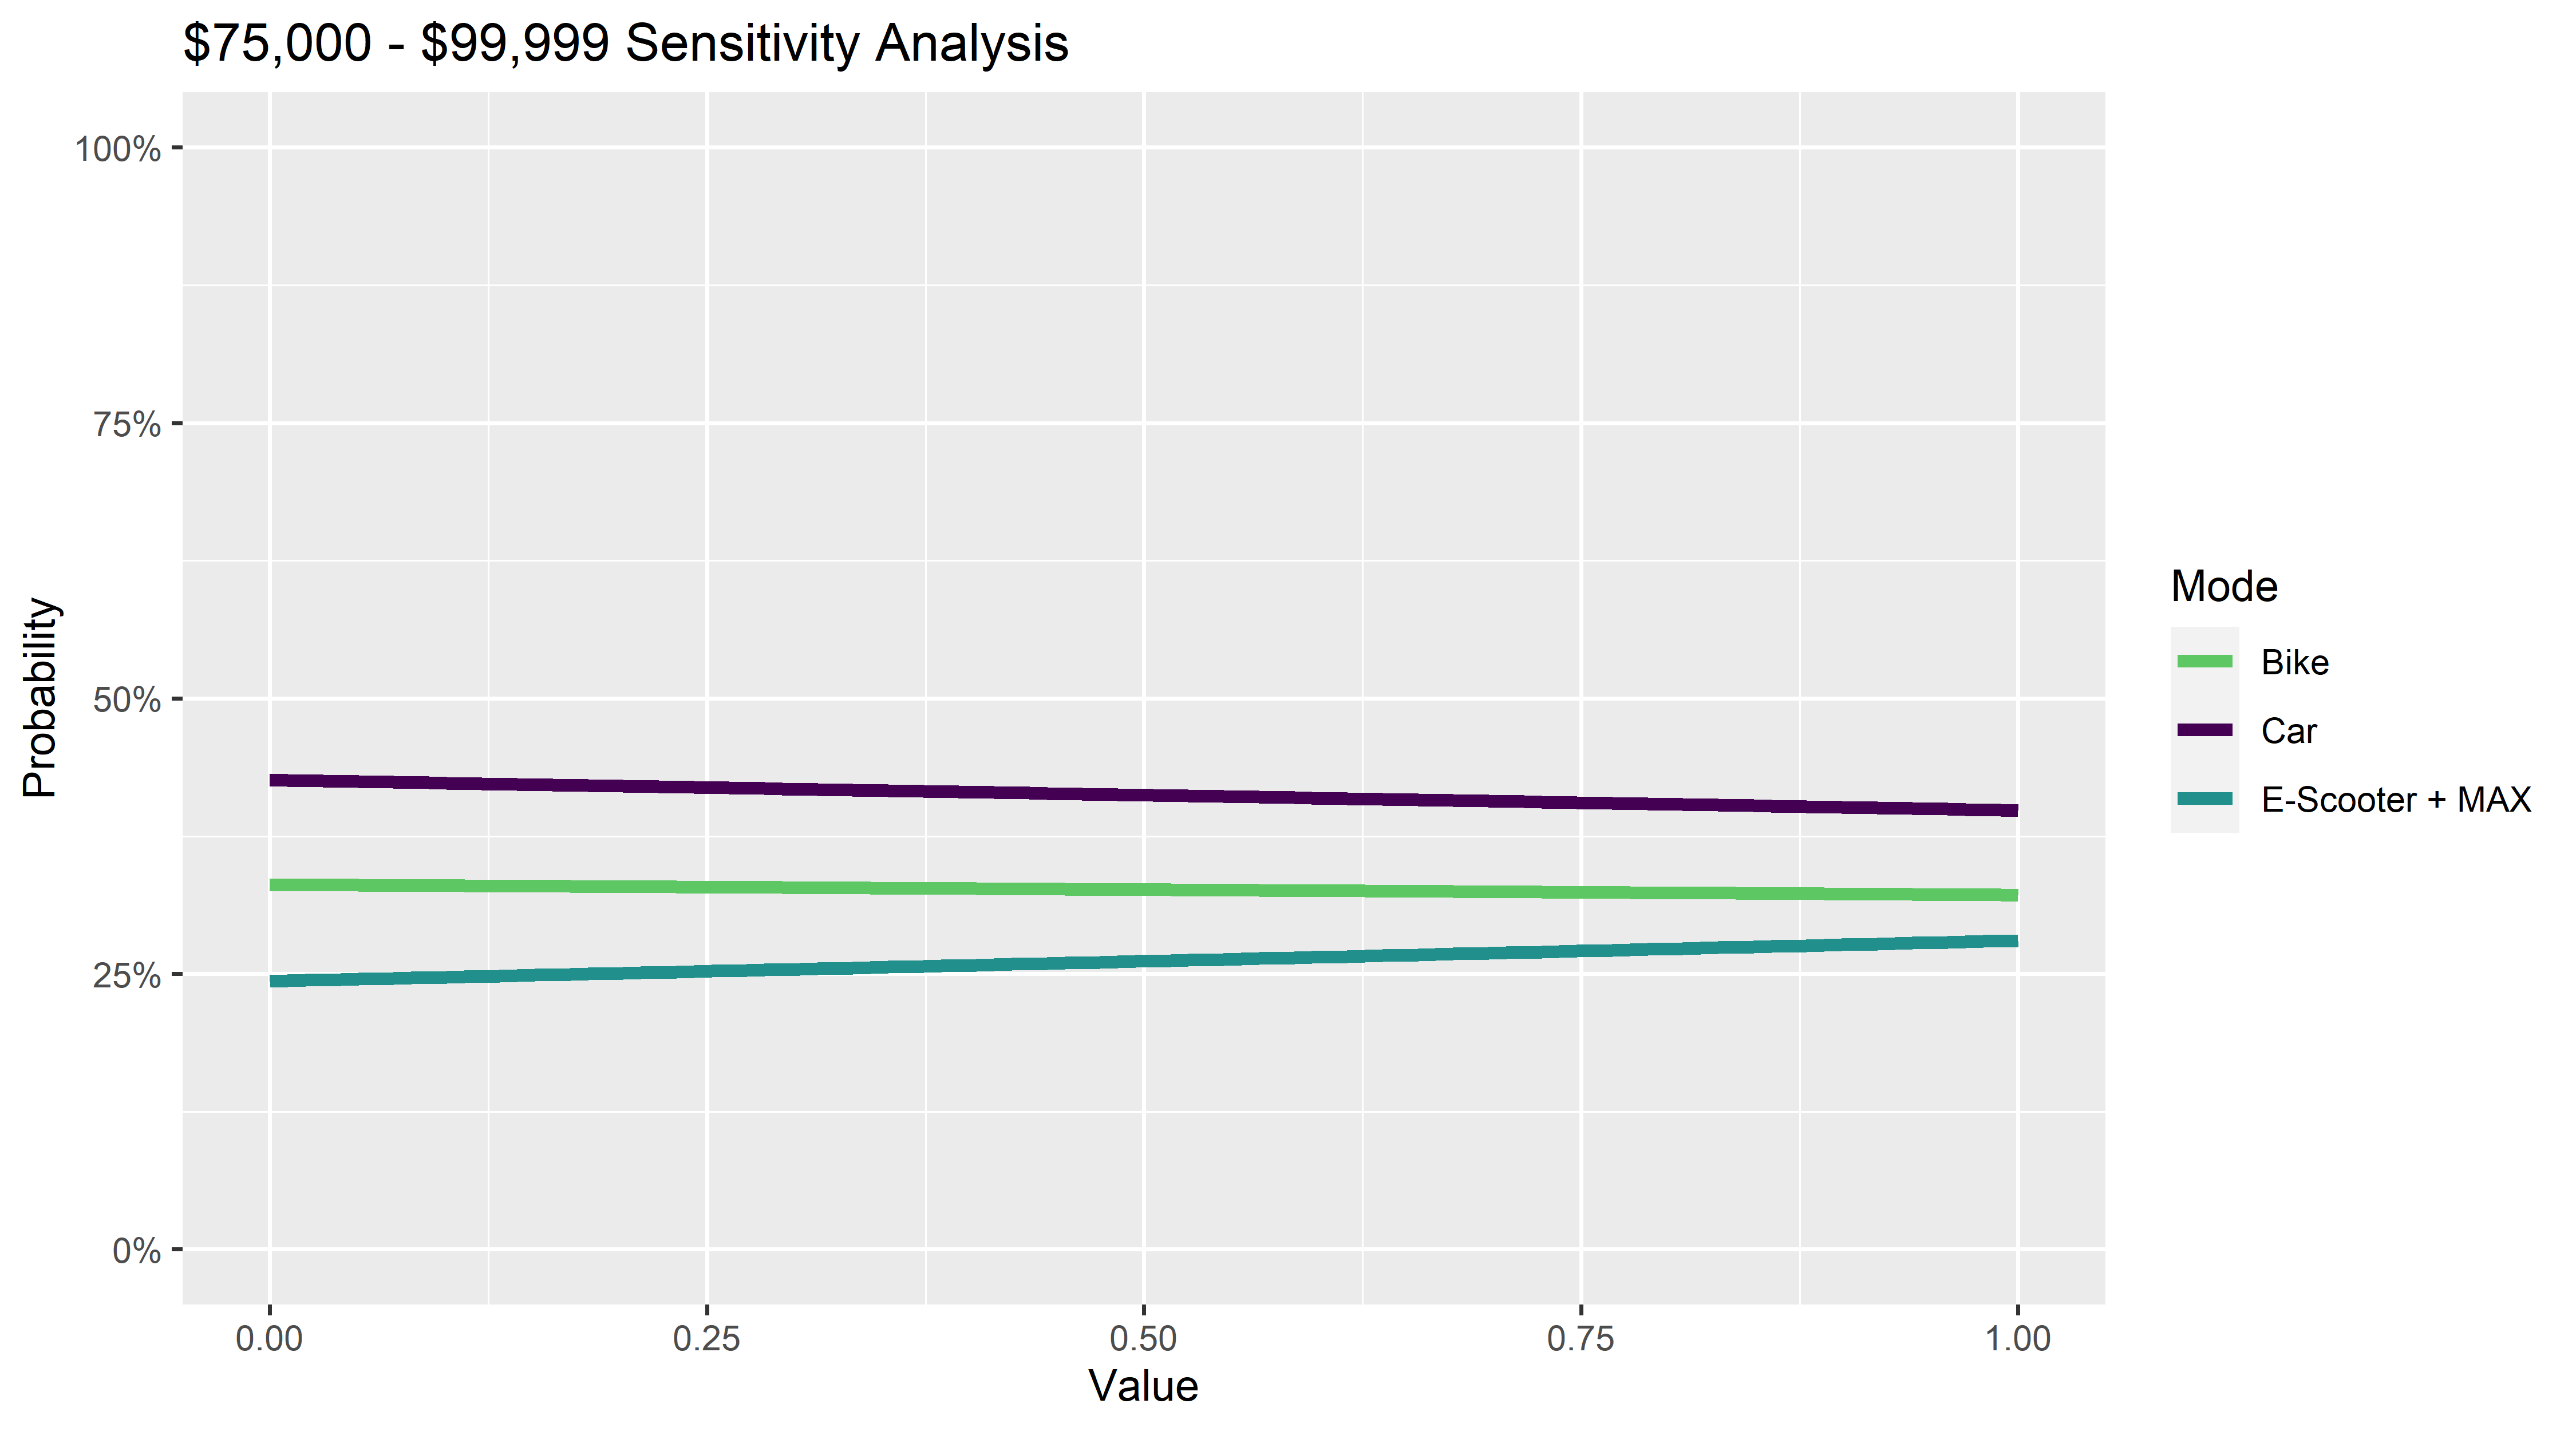 $75,000 - $99,999 Sensitivity Analysis
100%
75%
50%
25%
0%
Probability
0.00 0.25 0.50 0.75 1.00
Value
Mode
Bike
Car
E-Scooter + MAX